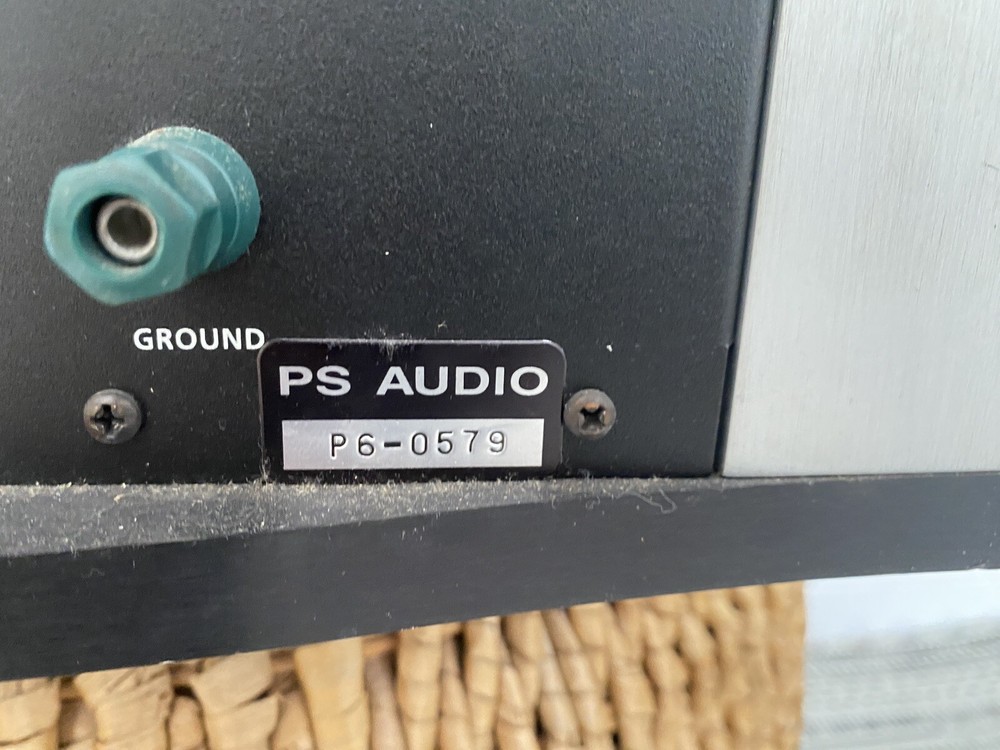 GROUND
PS AUDIO
P6-0579